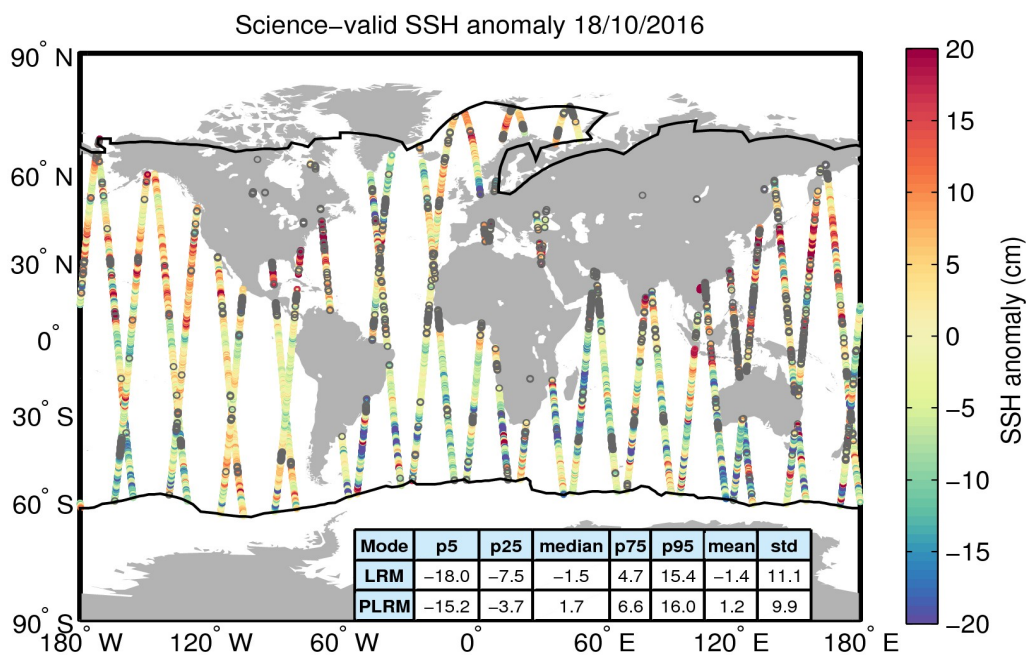 Science−valid SSH anomaly 18/10/2016
90° N
60° N
30° N
0°
30° S
60° S
90° S
180° W
120° W
60° W
0°
60° E
120° E
180° E
Mode p5 p25 median p75 p95 mean std
LRM −18.0 −7.5 −1.5 4.7 15.4 −1.4 11.1
PLRM −15.2 −3.7 1.7 6.6 16.0 1.2 9.9
20
15
10
5
0
−5
−10
−15
−20
SSH anomaly (cm)